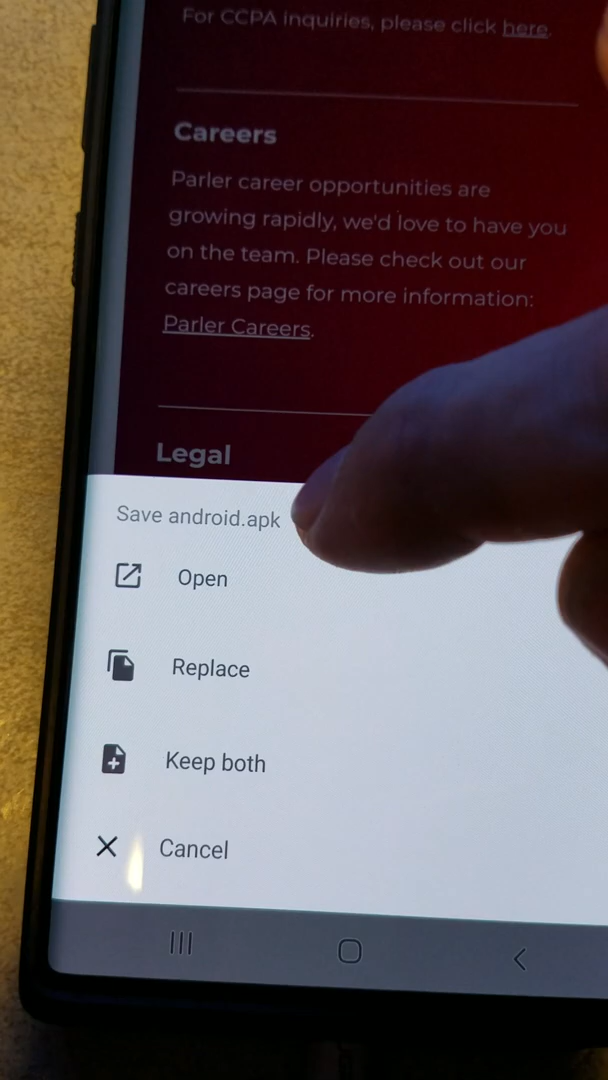 For CCPA inquiries, please click here.
Careers
Parler career opportunities are
growing rapidly, we'd love to have you
on the team. Please check out our
careers page for more information:
Parler Careers.
Legal
Save android.apk
Open
Replace
Keep both
Cancel